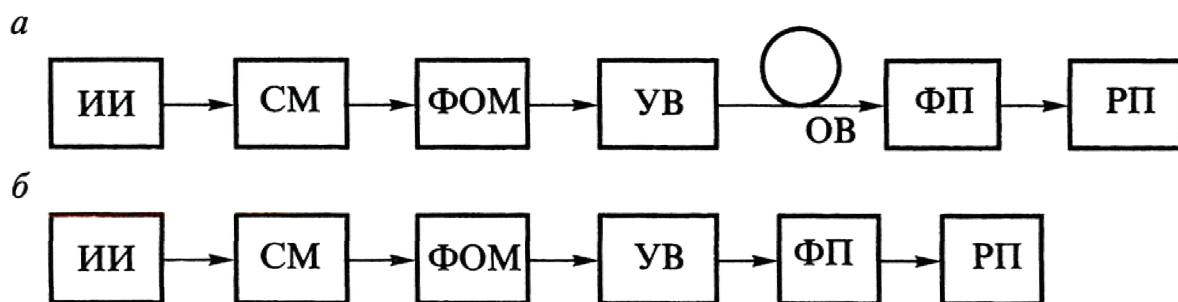 а
ИИ СМ ФОМ УВ ОВ ФП РП
б
ИИ СМ ФОМ УВ ФП РП